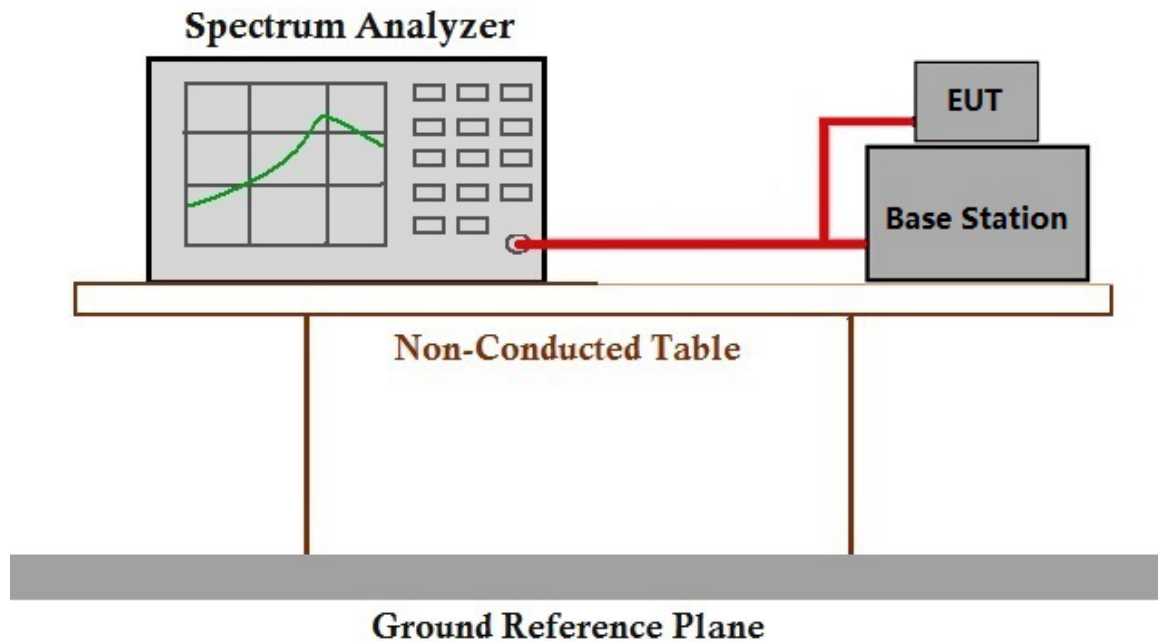 Spectrum Analyzer
EUT
Base Station
Non-Conducted Table
Ground Reference Plane